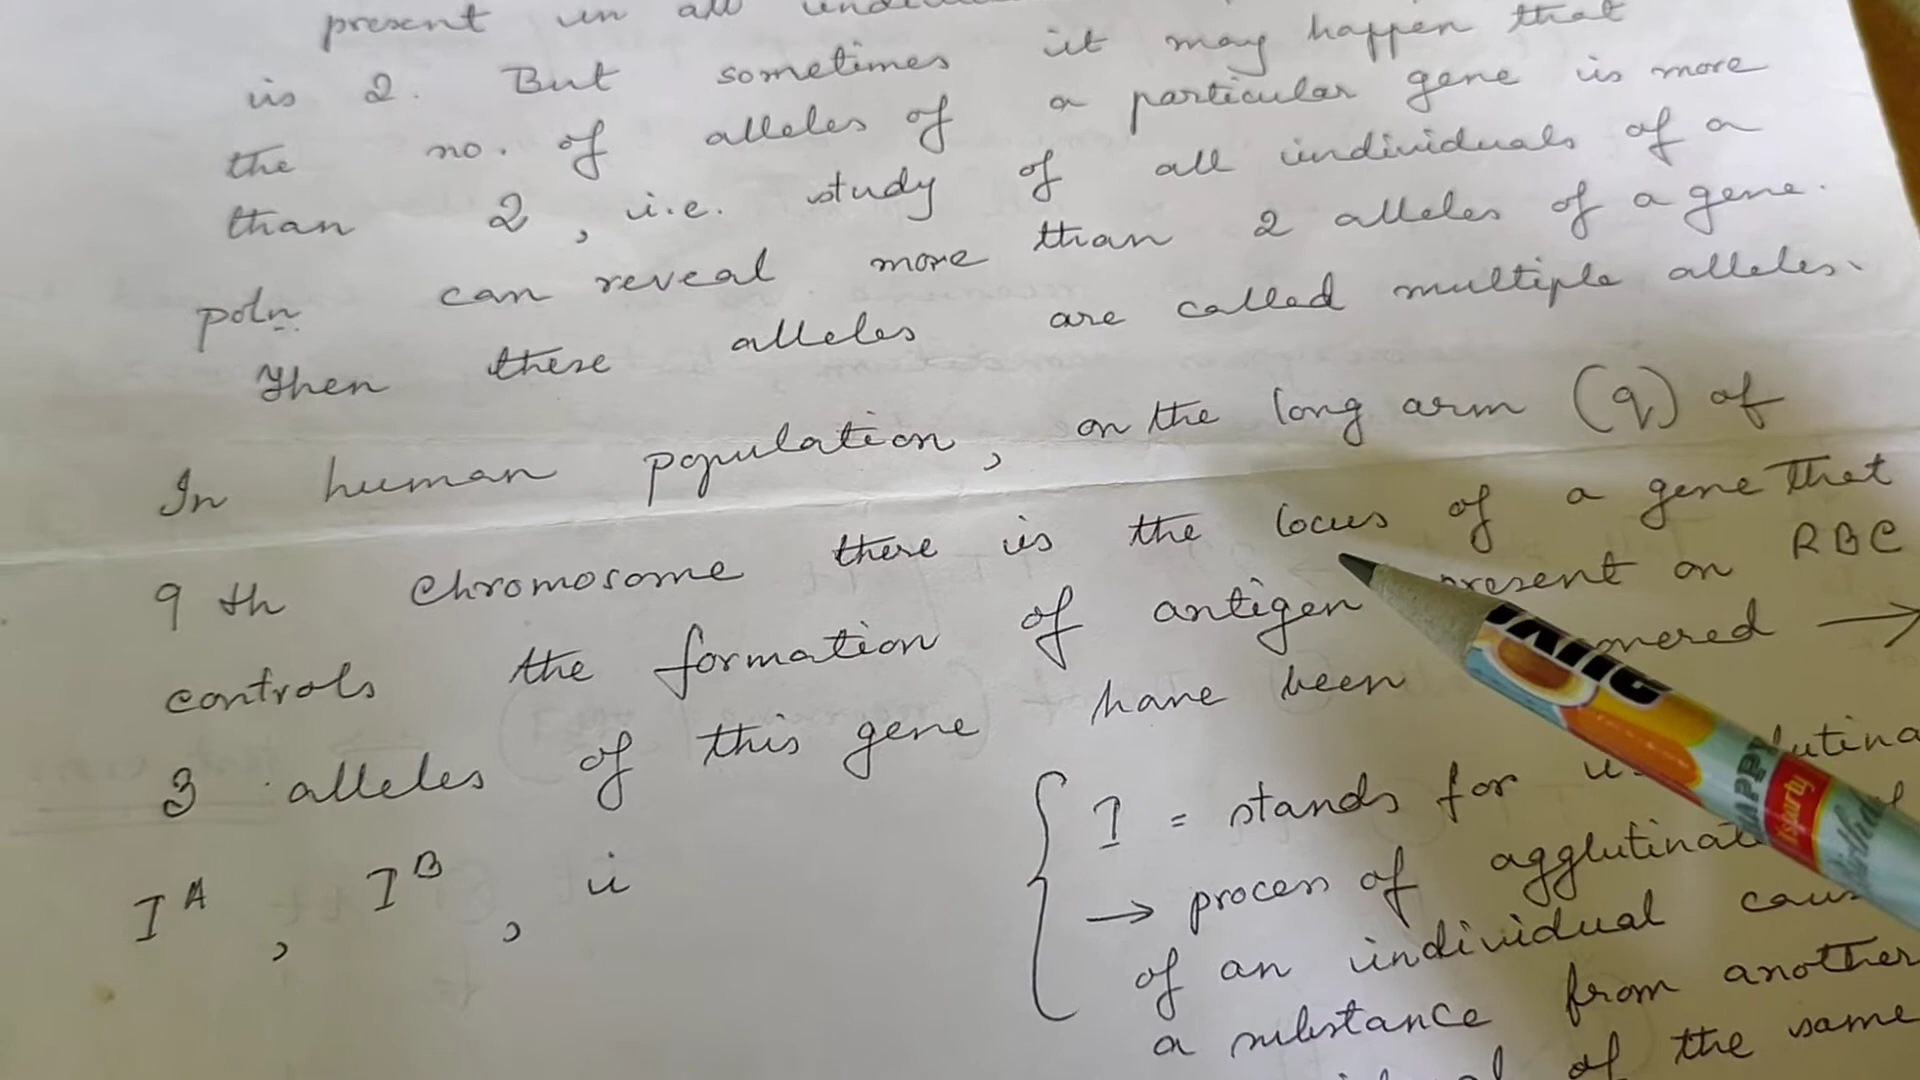 present in all
is 2. But sometimes it may happen that
the no. of alleles of a particular gene is more
than 2, i.e. study of all individuals of a
poln can reveal more than 2 alleles of a gene.
Then these alleles are called multiple alleles.
In human population, on the long arm (q) of
9 th chromosome there is the locus of a gene that
controls the formation of antigen present on RBC
3 alleles of this gene have been →
I^A, I^B, i
{ I = stands for
→ process of
of an individual
a substance from another
of the same
HAPPY